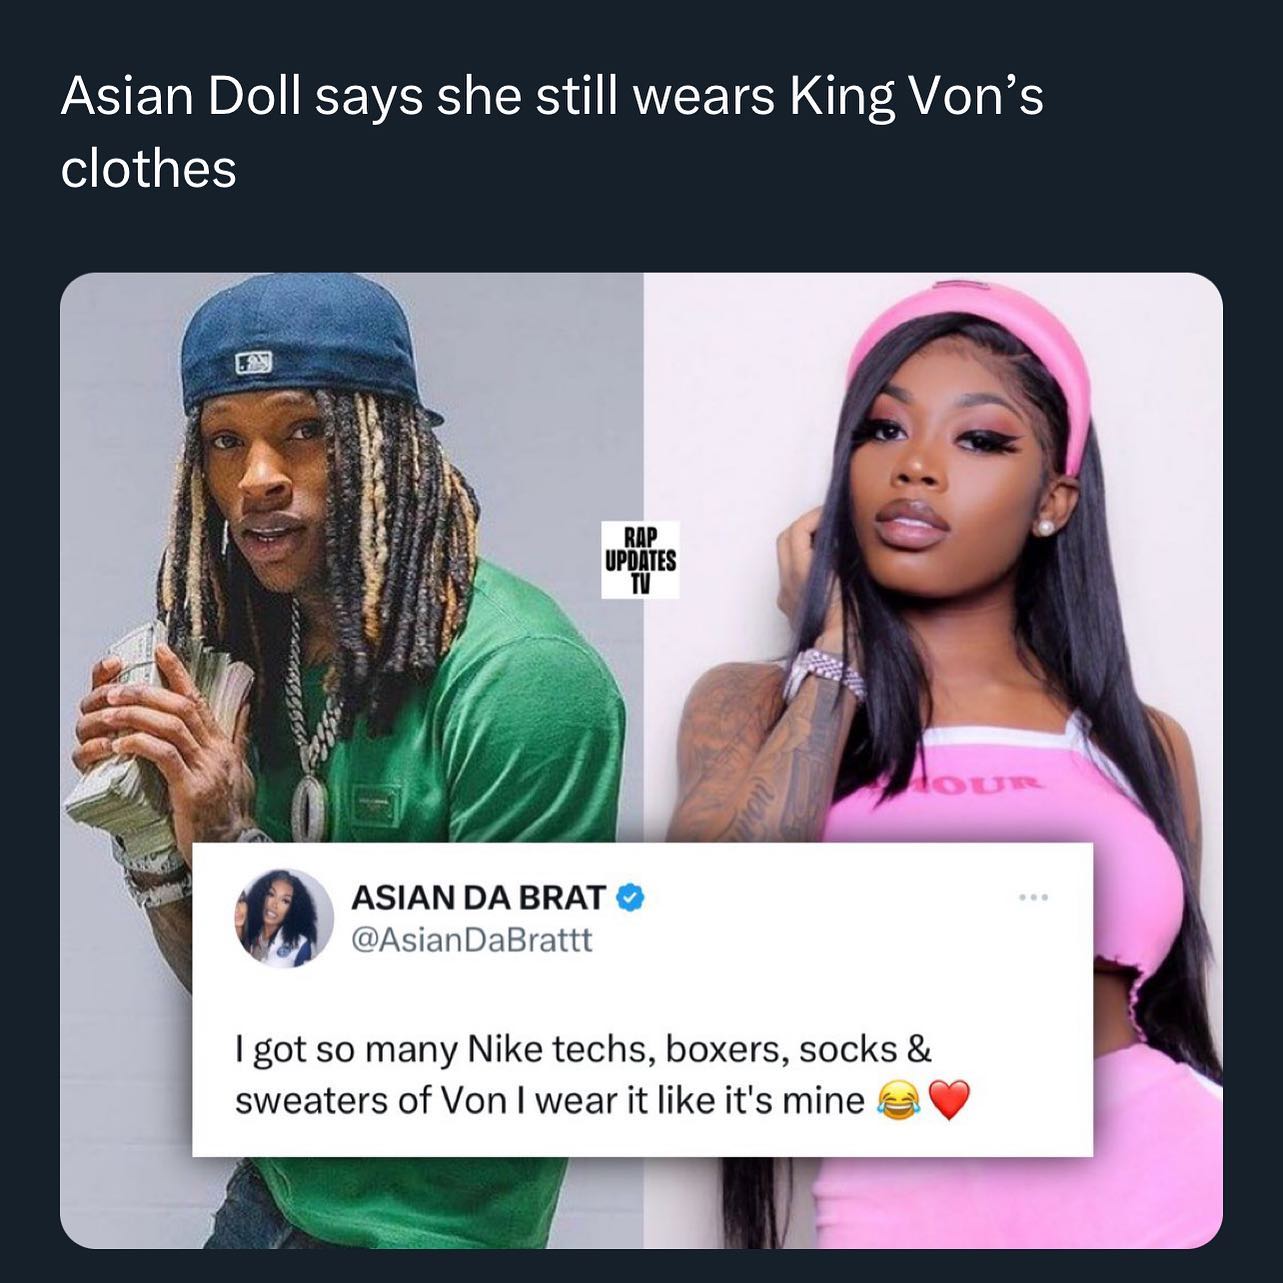 Asian Doll says she still wears King Von’s
clothes
RAP
UPDATES
TV
MOUR
ASIAN DA BRAT
@AsianDaBrattt
I got so many Nike techs, boxers, socks &
sweaters of Von I wear it like it's mine 😂❤️